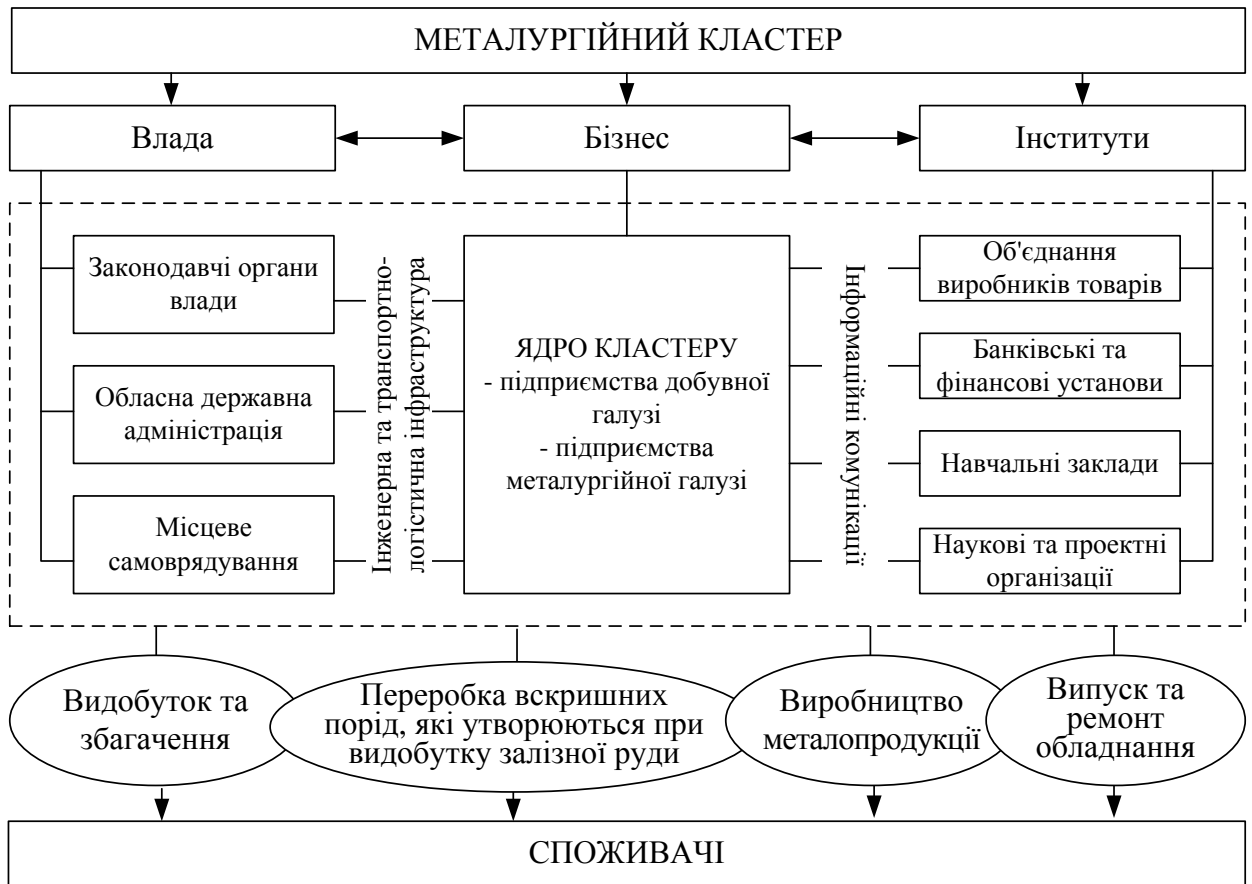 МЕТАЛУРГІЙНИЙ КЛАСТЕР
Влада
Бізнес
Інститути
Законодавчі органи
влади
Обласна державна
адміністрація
Місцеве
самоврядування
Інженерна та транспортно-
логістична інфраструктура
ЯДРО КЛАСТЕРУ
- підприємства добувної
галузі
- підприємства
металургійної галузі
Інформаційні комунікації
Об'єднання
виробників товарів
Банківські та
фінансові установи
Навчальні заклади
Наукові та проектні
організації
Видобуток та
збагачення
Переробка вскришних
порід, які утворюються при
видобутку залізної руди
Виробництво
металопродукції
Випуск та
ремонт
обладнання
СПОЖИВАЧІ